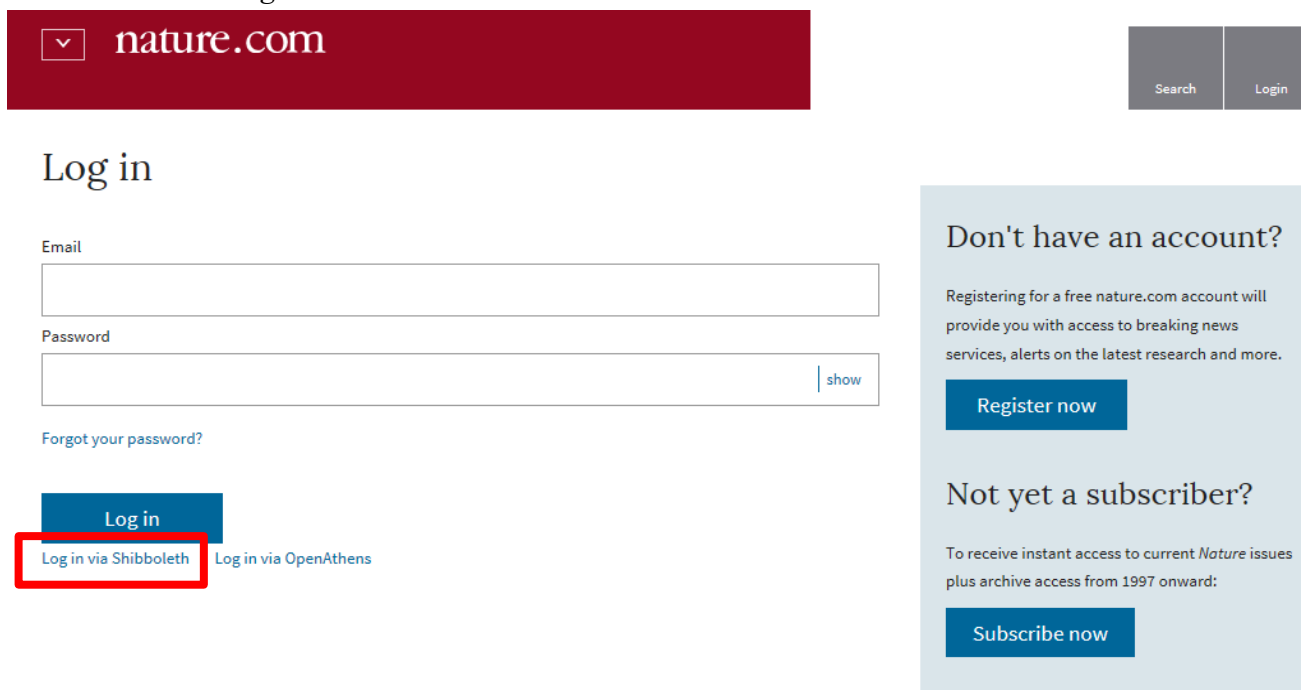 nature.com
Search
Login
Log in
Email
Password
show
Forgot your password?
Log in
Log in via Shibboleth
Log in via OpenAthens
Don't have an account?
Registering for a free nature.com account will
provide you with access to breaking news
services, alerts on the latest research and more.
Register now
Not yet a subscriber?
To receive instant access to current Nature issues
plus archive access from 1997 onward:
Subscribe now